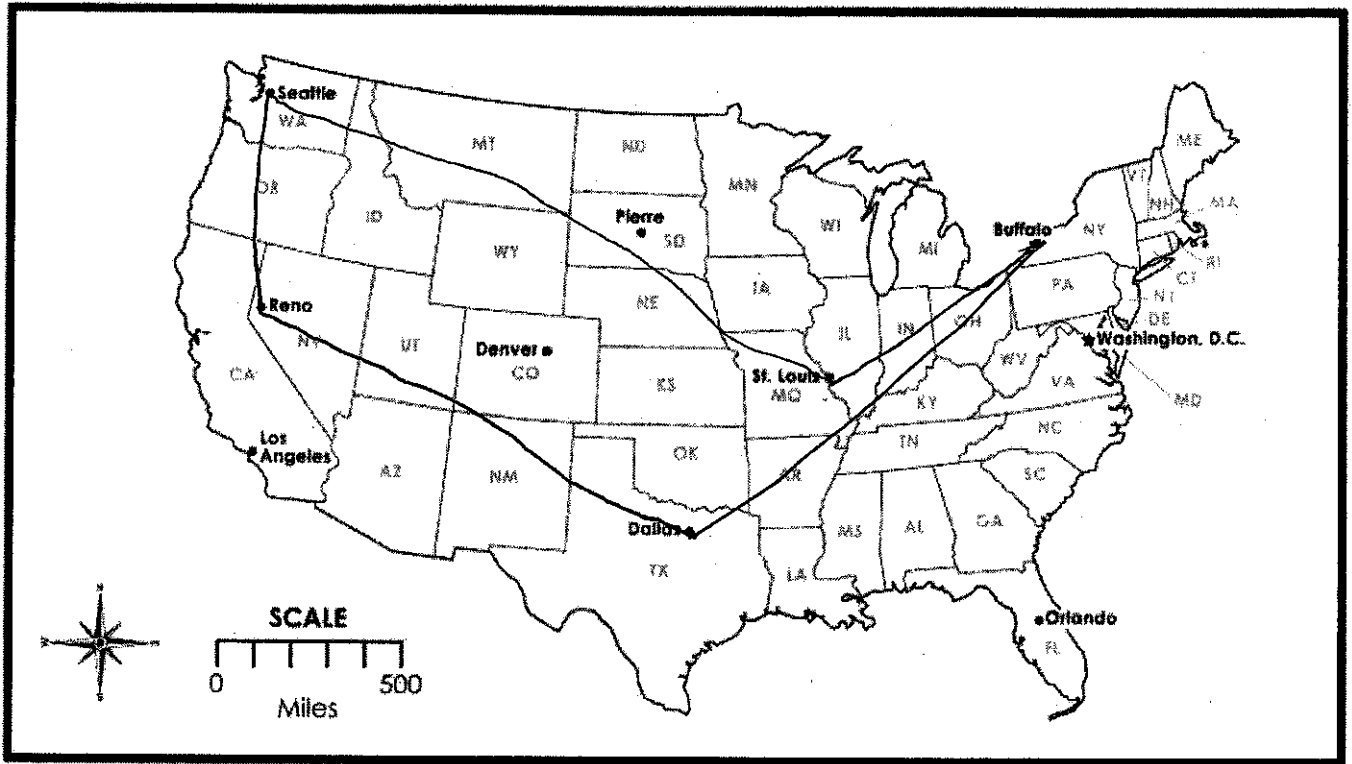 Seattle
WA
MT
ND
MN
ME
VT
NH
MA
OR
ID
Pierre
SD
WI
MI
Buffalo
NY
RI
CT
WY
Reno
NV
UT
Denver
CO
NE
IA
IL
IN
OH
PA
NJ
DE
Washington, D.C.
MD
CA
KS
St. Louis
MO
KY
WV
VA
Los
Angeles
AZ
NM
OK
AR
TN
NC
SC
Dallas
TX
LA
MS
AL
GA
Orlando
FL
SCALE
0 500
Miles